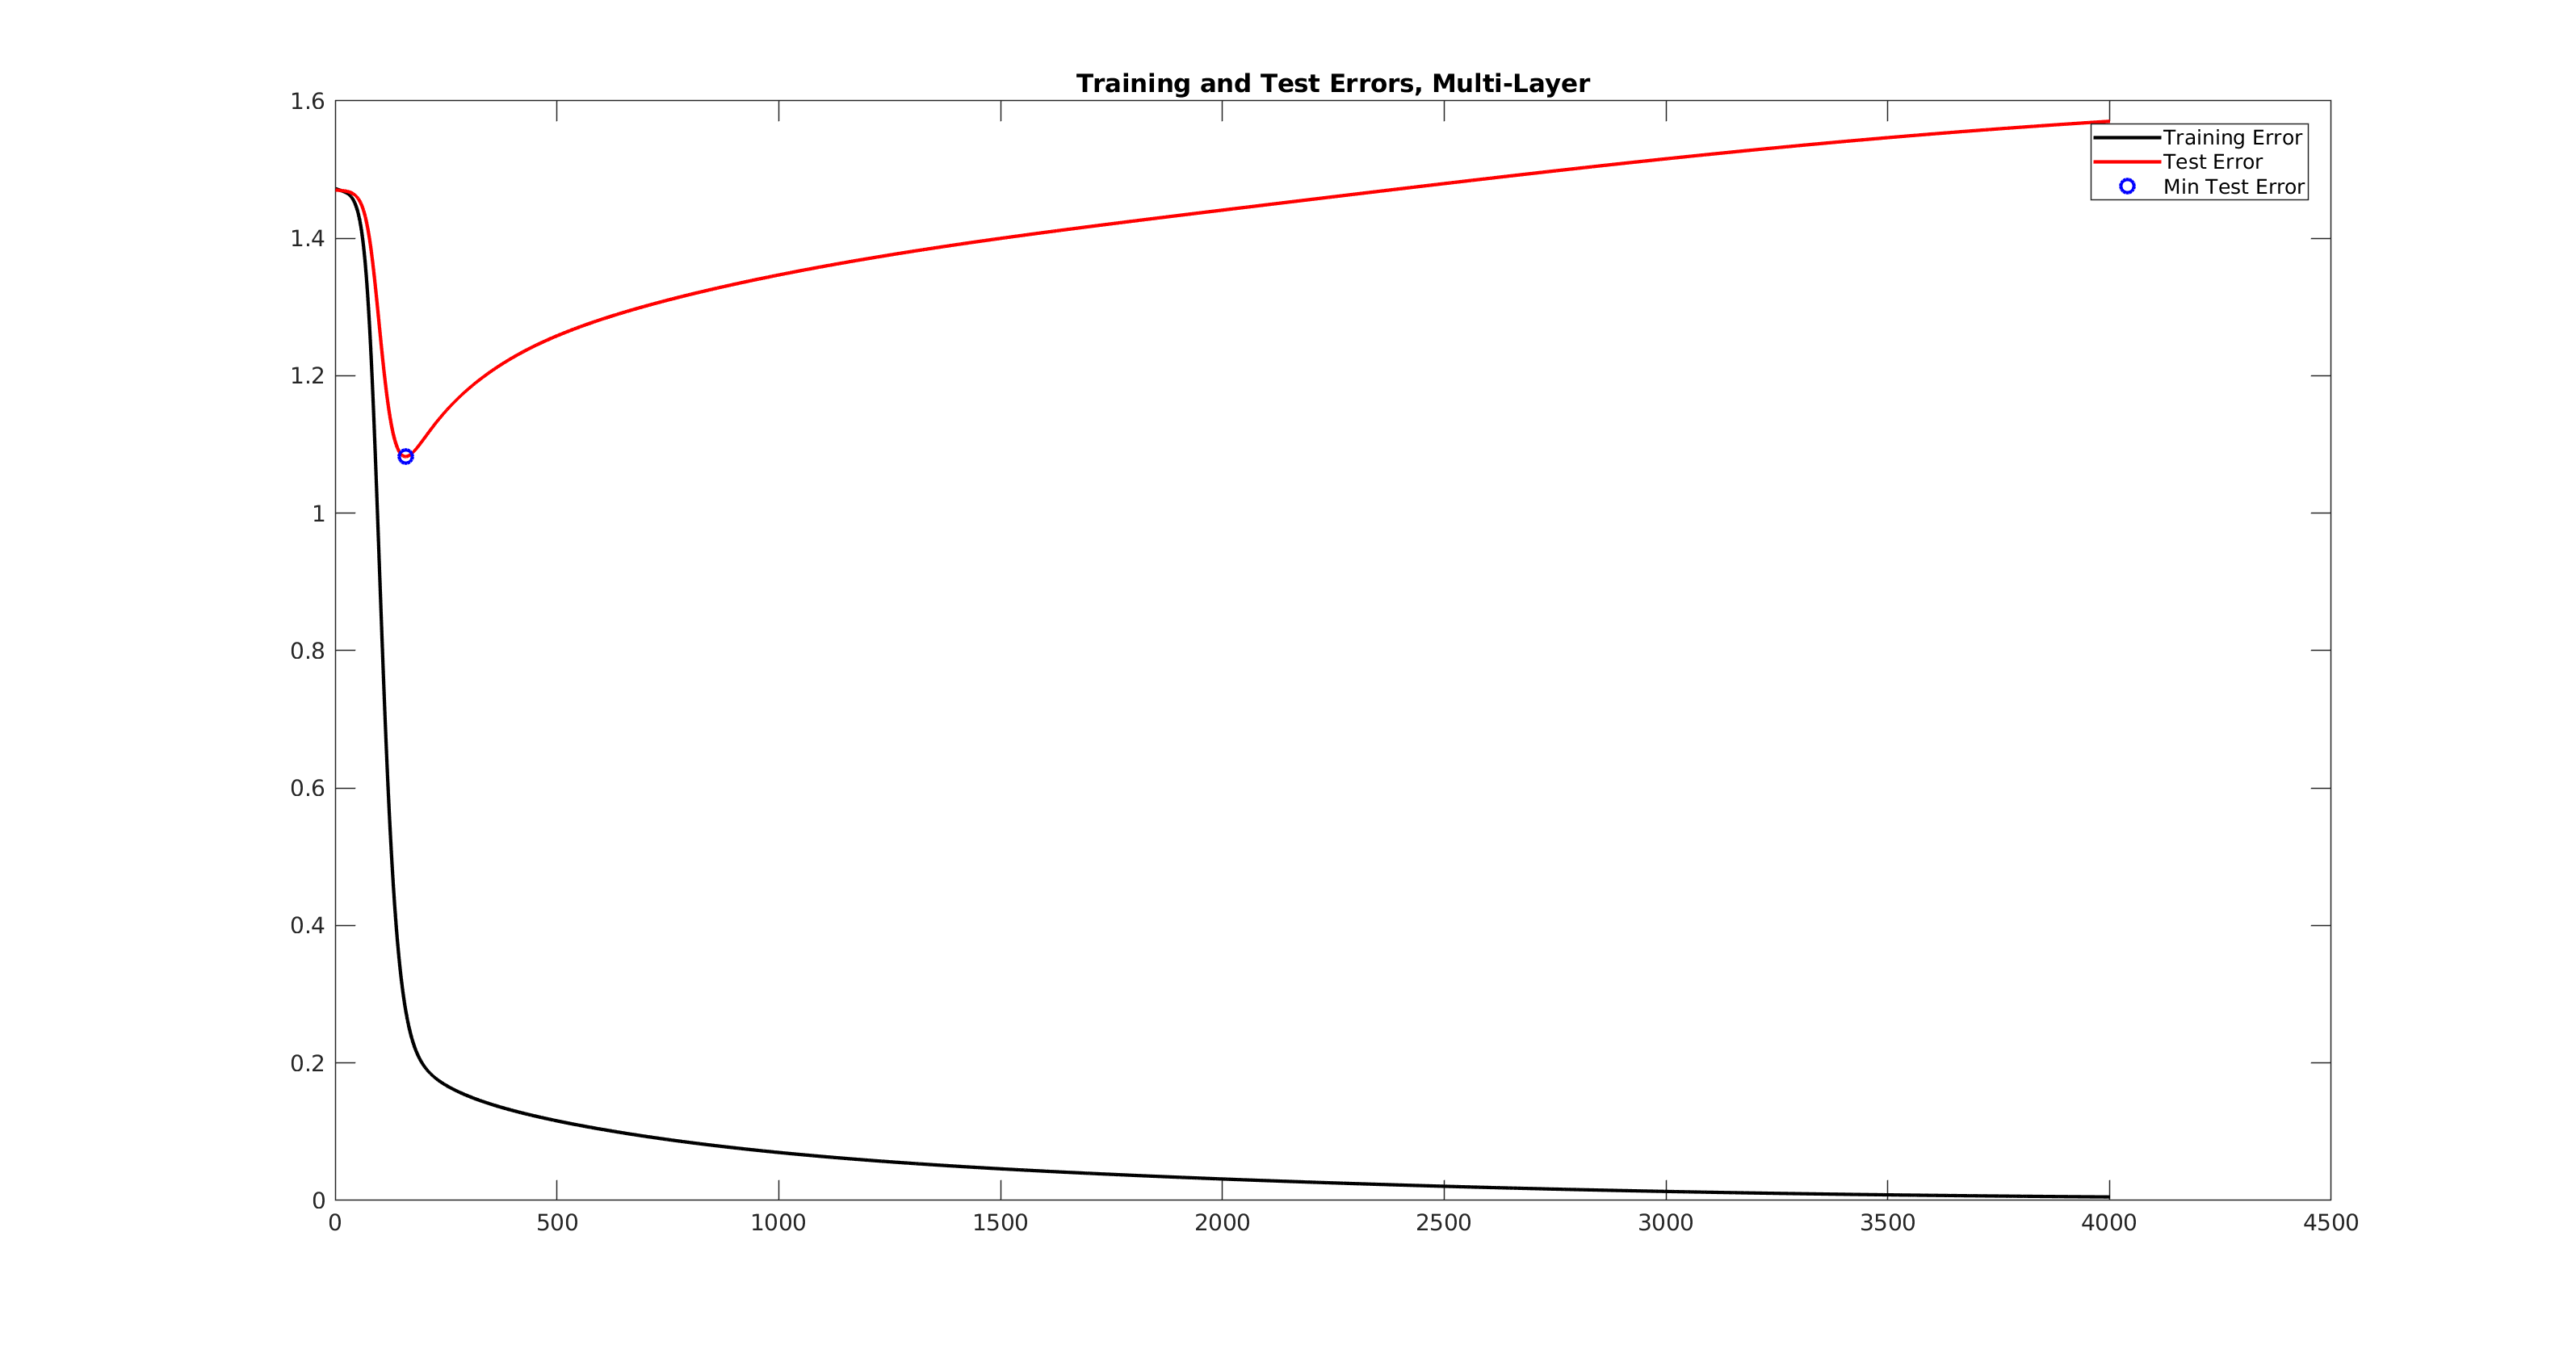 Training and Test Errors, Multi-Layer
1.6
1.4
1.2
1
0.8
0.6
0.4
0.2
0
0 500 1000 1500 2000 2500 3000 3500 4000 4500
Training Error
Test Error
Min Test Error